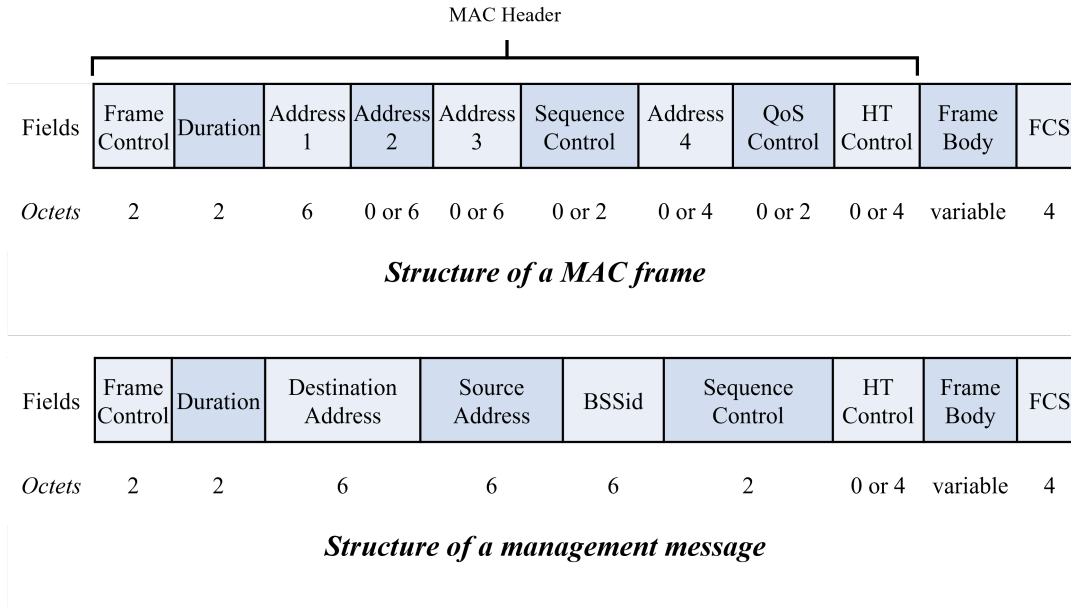 MAC Header
Fields Frame Control Duration Address 1 Address 2 Address 3 Sequence Control Address 4 QoS Control HT Control Frame Body FCS
Octets 2 2 6 0 or 6 0 or 6 0 or 2 0 or 4 0 or 2 0 or 4 variable 4
Structure of a MAC frame
Fields Frame Control Duration Destination Address Source Address BSSid Sequence Control HT Control Frame Body FCS
Octets 2 2 6 6 6 2 0 or 4 variable 4
Structure of a management message